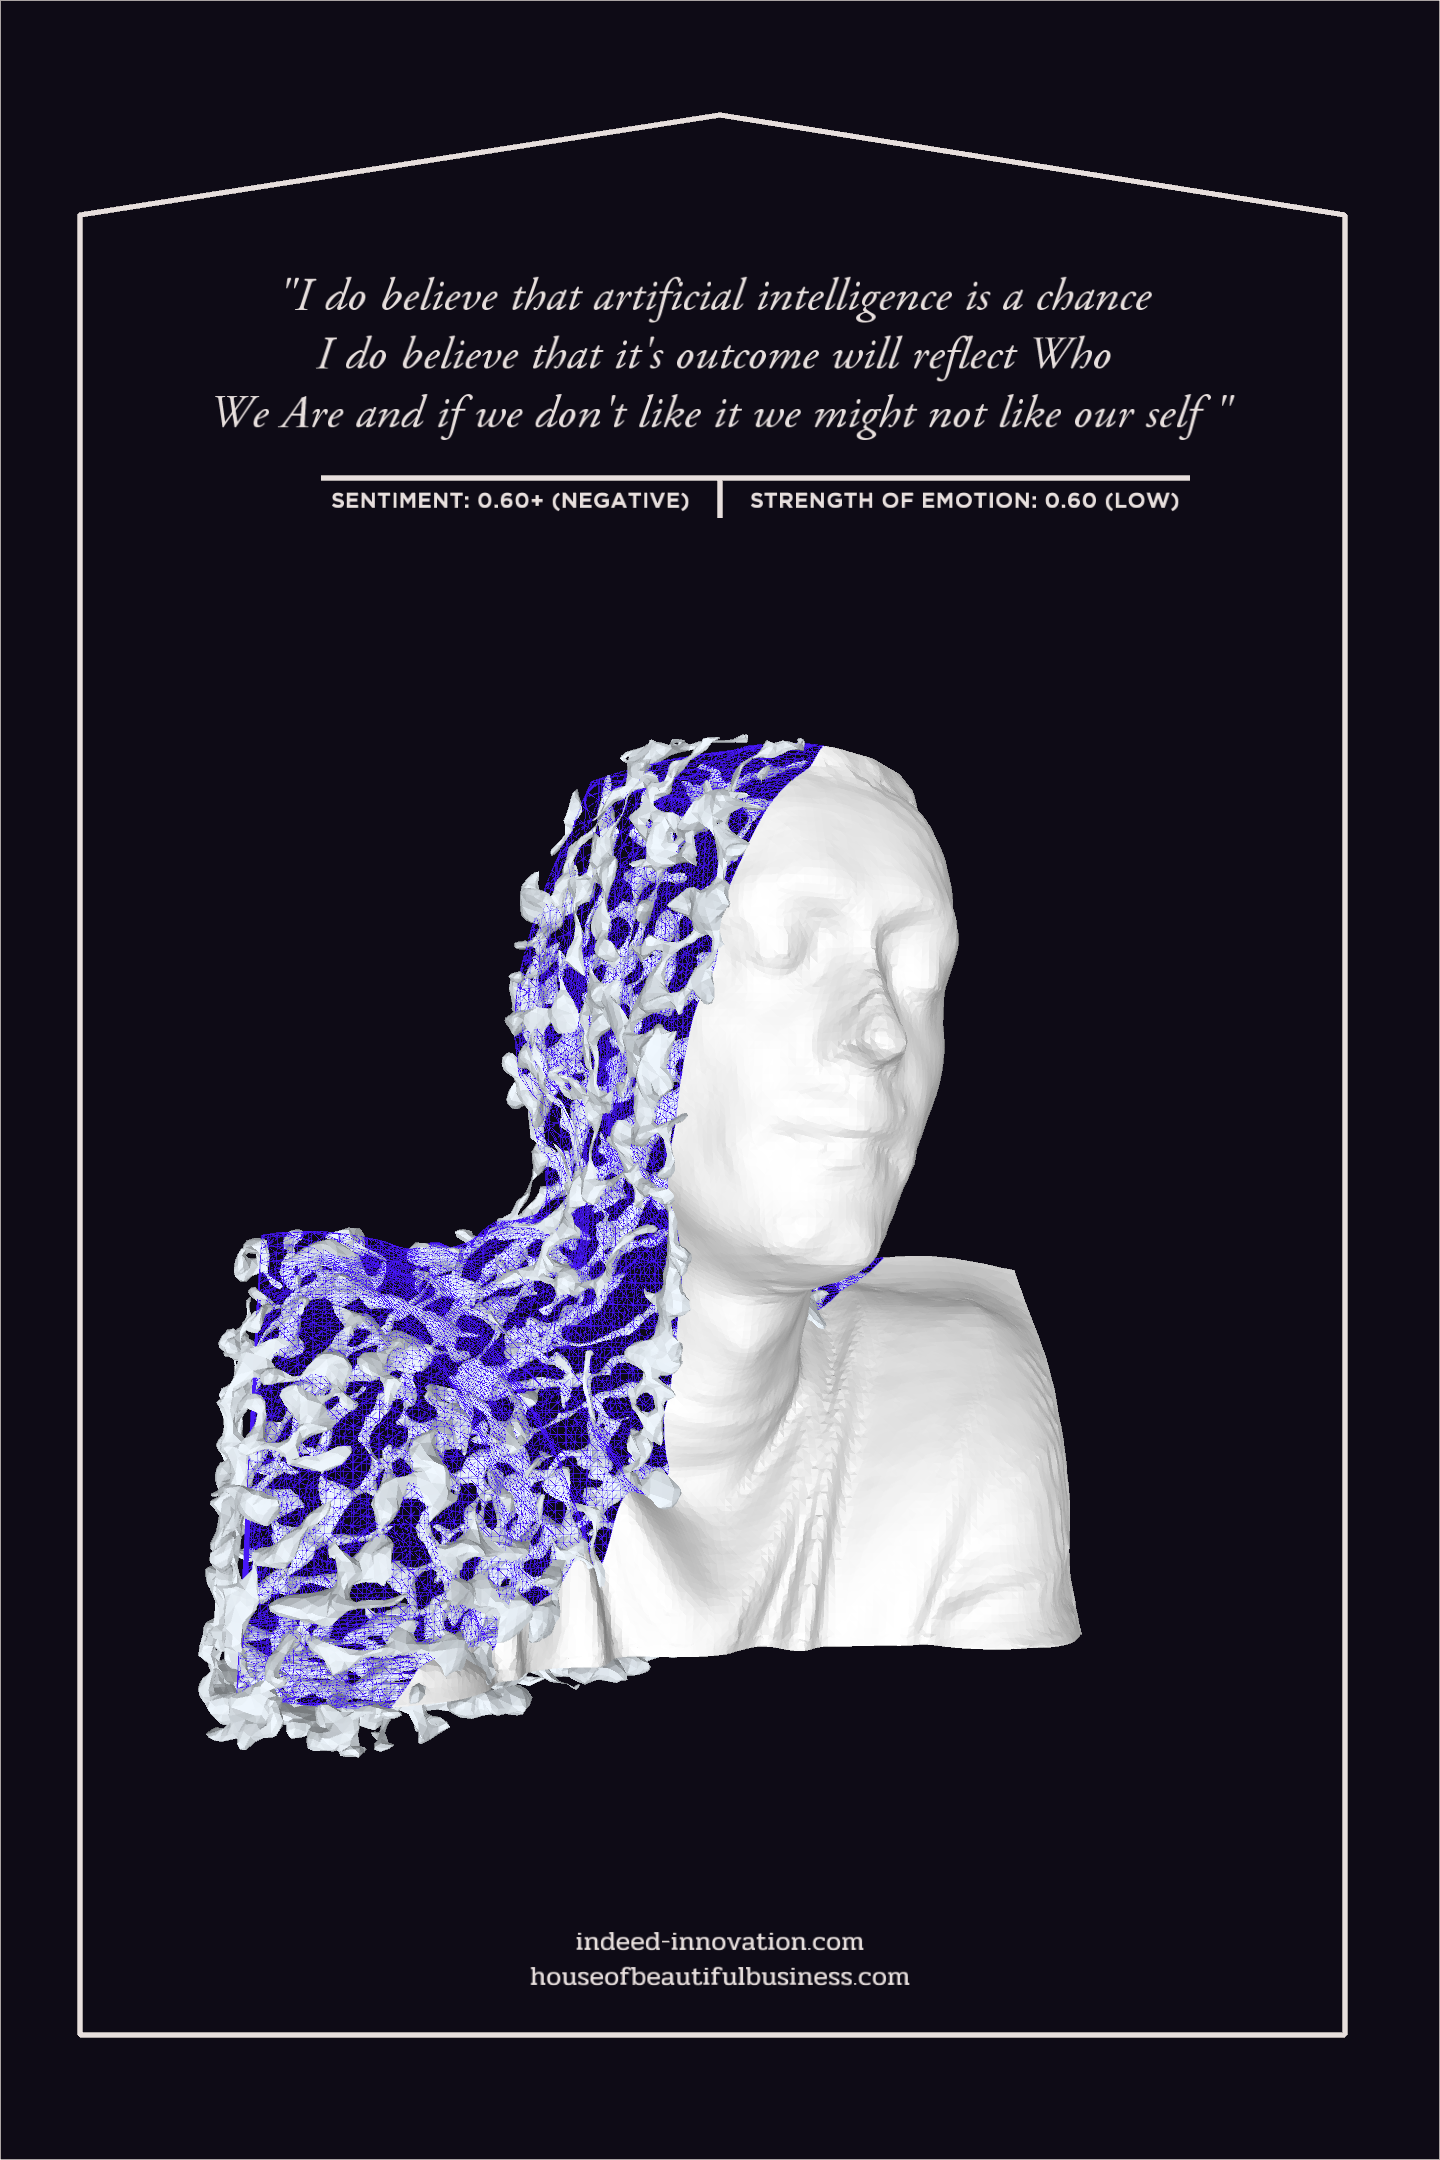 "I do believe that artificial intelligence is a chance
I do believe that it's outcome will reflect Who
We Are and if we don't like it we might not like our self "
SENTIMENT: 0.60+ (NEGATIVE) STRENGTH OF EMOTION: 0.60 (LOW)
indeed-innovation.com
houseofbeautifulbusiness.com